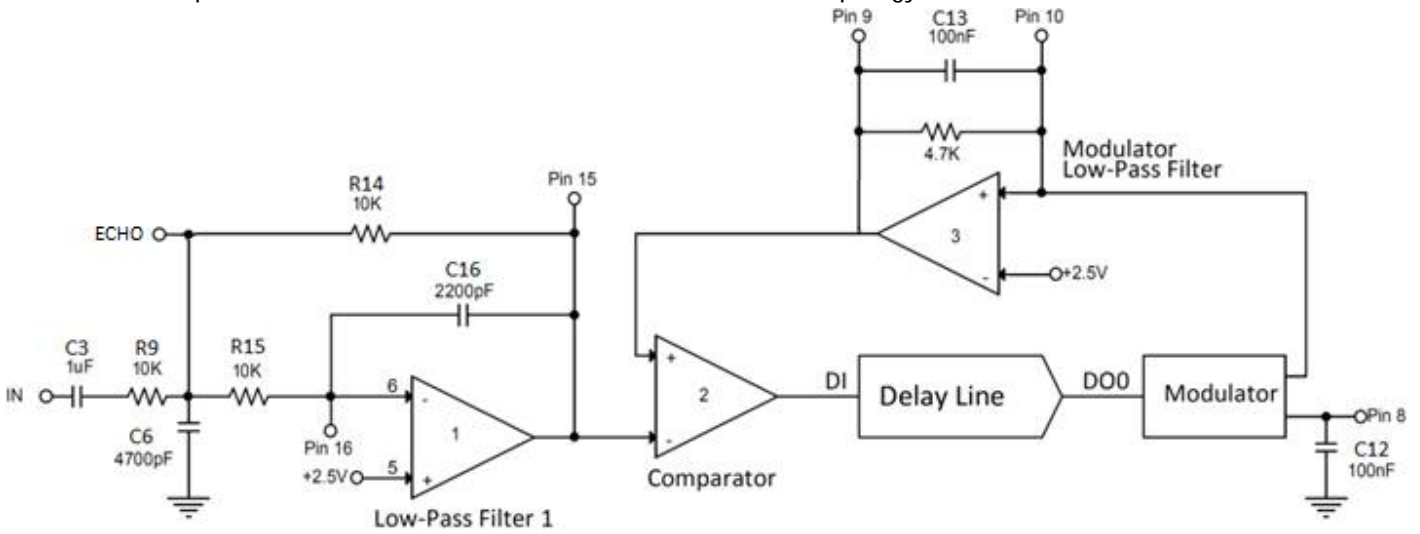 Pin 9
C13
100nF
Pin 10
4.7K
Modulator
Low-Pass Filter
+
3
-
+2.5V
R14
10K
Pin 15
ECHO
C16
2200pF
C3
1uF
R9
10K
R15
10K
IN
6
-
1
C6
4700pF
Pin 16
+2.5V
5
+
Low-Pass Filter 1
+
2
-
Comparator
DI
Delay Line
DO0
Modulator
Pin 8
C12
100nF